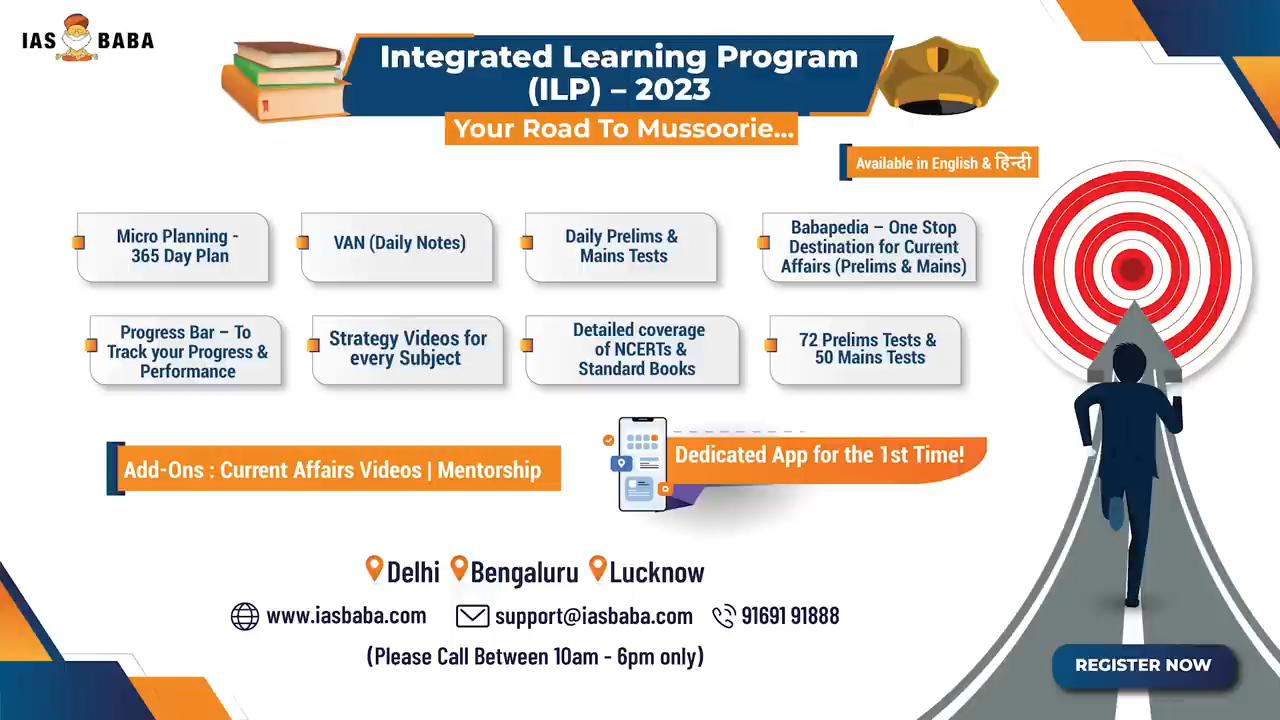 IAS BABA
Integrated Learning Program
(ILP) – 2023
Your Road To Mussoorie...
Available in English & हिन्दी
Micro Planning -
365 Day Plan
VAN (Daily Notes)
Daily Prelims &
Mains Tests
Babapedia – One Stop
Destination for Current
Affairs (Prelims & Mains)
Progress Bar – To
Track your Progress &
Performance
Strategy Videos for
every Subject
Detailed coverage
of NCERTs &
Standard Books
72 Prelims Tests &
50 Mains Tests
Add-Ons : Current Affairs Videos | Mentorship
Dedicated App for the 1st Time!
Delhi Bengaluru Lucknow
www.iasbaba.com support@iasbaba.com 91691 91888
(Please Call Between 10am - 6pm only)
REGISTER NOW